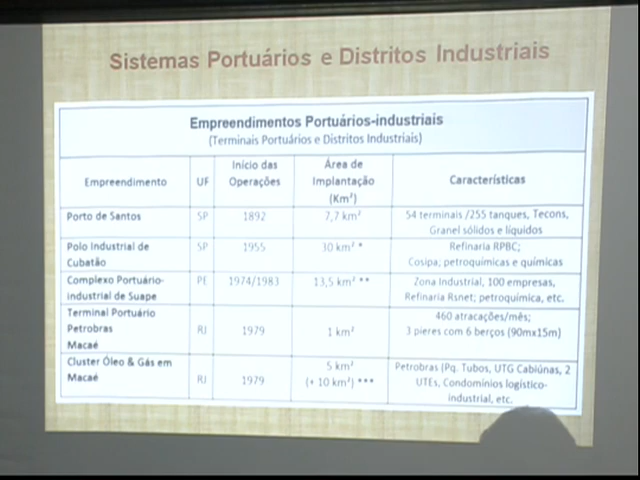 Sistemas Portuários e Distritos Industriais
Empreendimentos Portuários-industriais
(Terminais Portuários e Distritos Industriais)
Empreendimento UF Início das Operações Área de Implantação (Km²) Características
Porto de Santos SP 1892 7,7 km² 54 terminais /255 tanques, Tecons,
Granel sólidos e líquidos
Polo Industrial de SP 1955 30 km² * Refinaria RPBC;
Cubatão Cosipa; petroquímicas e químicas
Complexo Portuário- PE 1974/1983 13,5 km² ** Zona Industrial, 100 empresas,
industrial de Suape Refinaria Rsnet; petroquímica, etc.
Terminal Portuário 460 atracações/mês;
Petrobras RJ 1979 1 km² 3 pieres com 6 berços (90mx15m)
Macaé
Cluster Óleo & Gás em 5 km² Petrobras (Pq. Tubos, UTG Cabiúnas, 2
Macaé RJ 1979 (+ 10 km²) *** UTEs, Condomínios logístico-
industrial, etc.